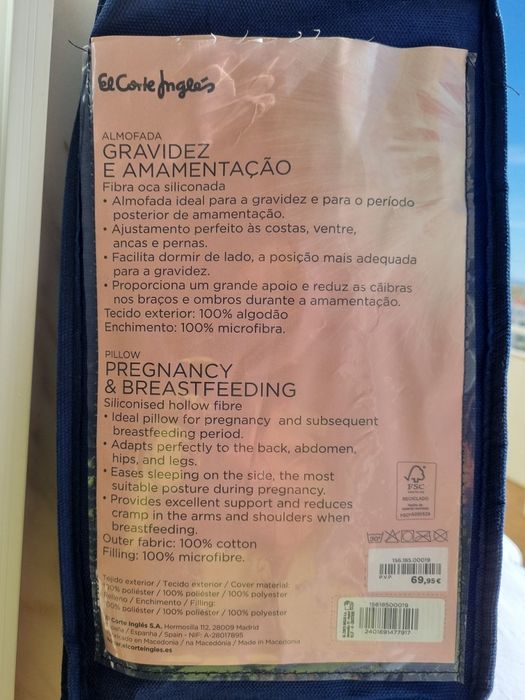 El Corte Inglés
ALMOFADA
GRAVIDEZ
E AMAMENTAÇÃO
Fibra oca siliconada
• Almofada ideal para a gravidez e para o período
posterior de amamentação.
• Ajustamento perfeito às costas, ventre,
ancas e pernas.
• Facilita dormir de lado, a posição mais adequada
para a gravidez.
• Proporciona um grande apoio e reduz as cãibras
nos braços e ombros durante a amamentação.
Tecido exterior: 100% algodão
Enchimento: 100% microfibra.
PILLOW
PREGNANCY
& BREASTFEEDING
Siliconised hollow fibre
• Ideal pillow for pregnancy and subsequent
breastfeeding period.
• Adapts perfectly to the back, abdomen,
hips, and legs.
• Eases sleeping on the side, the most
suitable posture during pregnancy.
• Provides excellent support and reduces
cramp in the arms and shoulders when
breastfeeding.
Outer fabric: 100% cotton
Filling: 100% microfibre.
FSC
RECICLADO
30°
156.185.00019
P.V.P.
69,95€
Tejido exterior / Tecido exterior / Cover material:
100% poliéster / 100% poliéster / 100% polyester
Relleno / Enchimento / Filling:
100% poliéster / 100% poliéster / 100% polyester
El Corte Inglés S.A. Hermosilla 112, 28009 Madrid
España / Espanha / Spain - NIF: A-28017895
en Macedonia / na Macedónia / Made in Macedonia
www.elcorteingles.es
15618500019
2401691477917